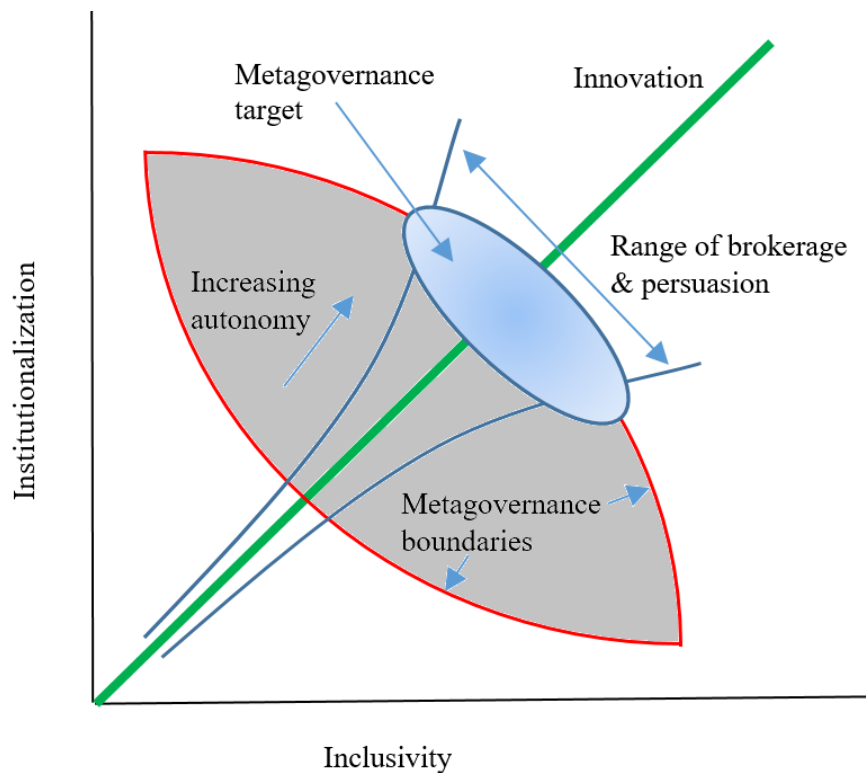 Metagovernance
target
Innovation
Range of brokerage
& persuasion
Increasing
autonomy
Institutionalization
Metagovernance
boundaries
Inclusivity